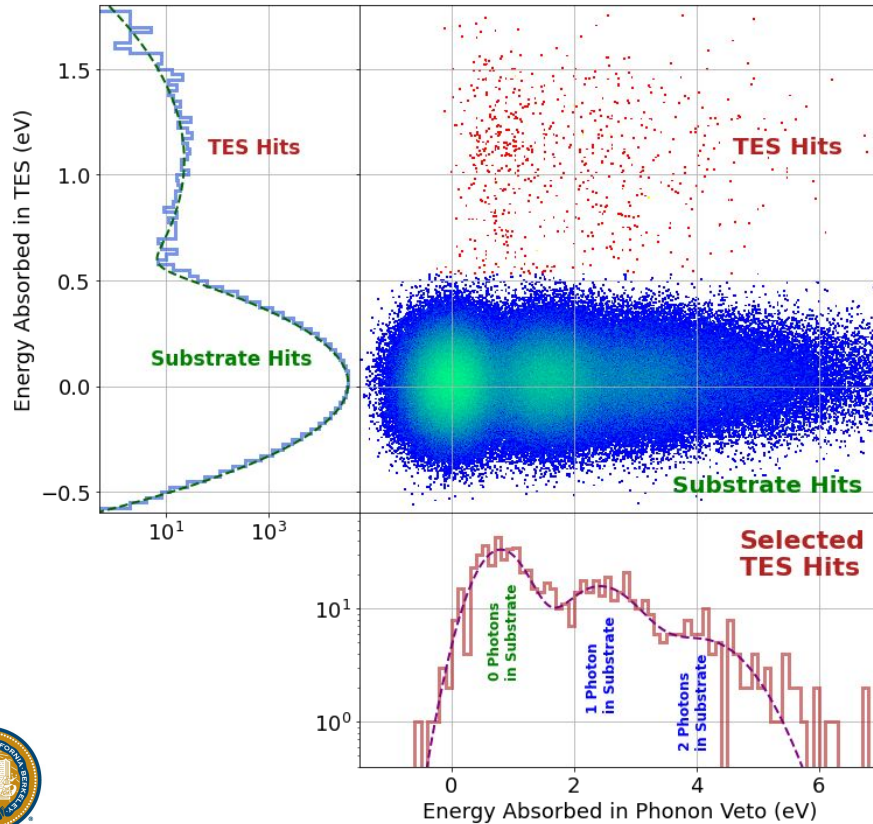 Energy Absorbed in TES (eV)
1.5
1.0
0.5
0.0
−0.5
TES Hits
Substrate Hits
10¹
10³
TES Hits
Substrate Hits
Selected
TES Hits
10¹
10⁰
0 Photons
in Substrate
1 Photon
in Substrate
2 Photons
in Substrate
0
2
4
6
Energy Absorbed in Phonon Veto (eV)